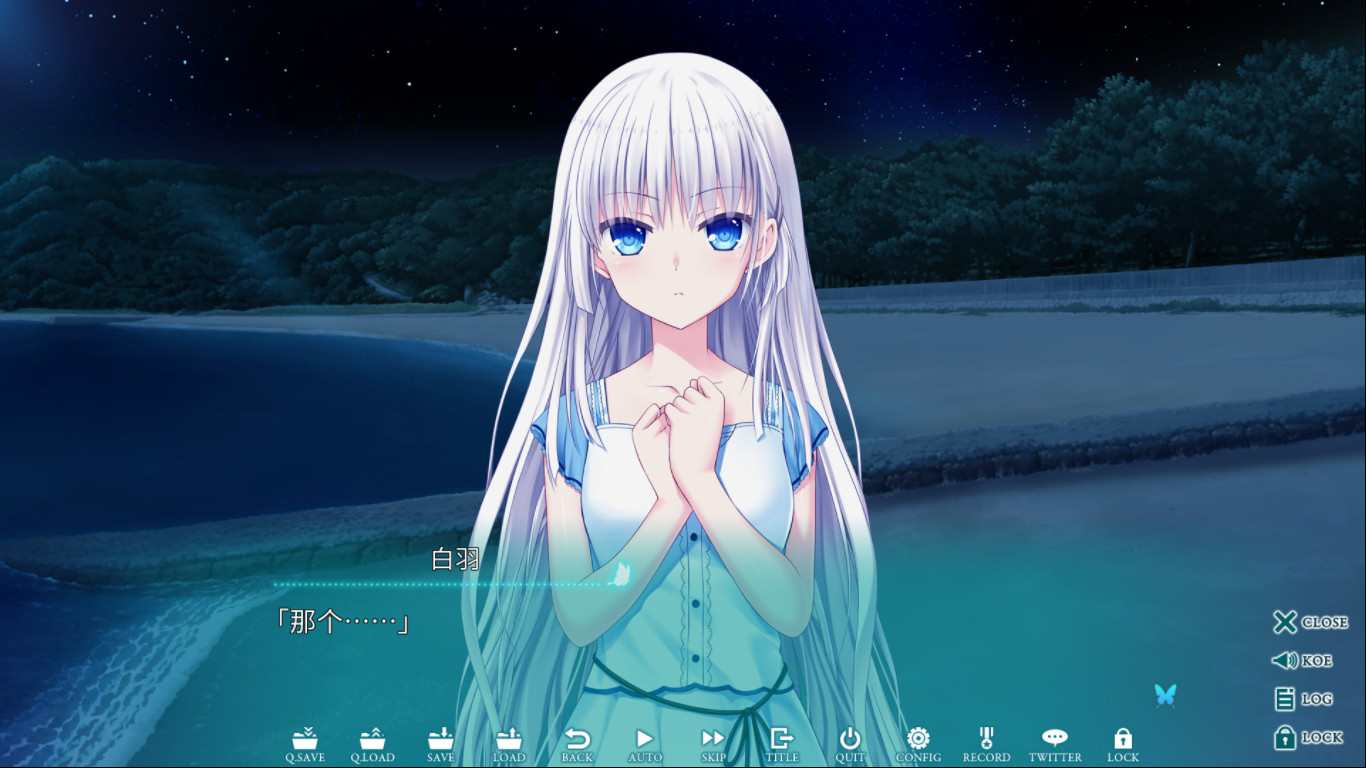 白羽
「那个……」
CLOSE
KOE
LOG
LOCK
Q.SAVE Q.LOAD SAVE LOAD BACK AUTO SKIP TITLE QUIT CONFIG RECORD TWITTER LOCK